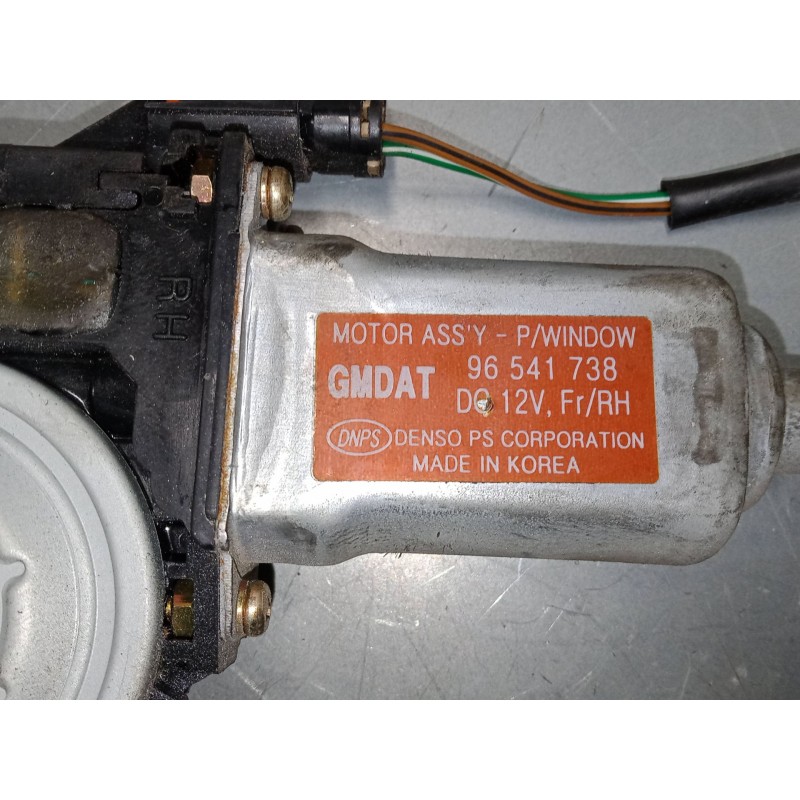 MOTOR ASS'Y - P/WINDOW
GMDAT 96 541 738
DC 12V, Fr/RH
DNPS DENSO PS CORPORATION
MADE IN KOREA
RH